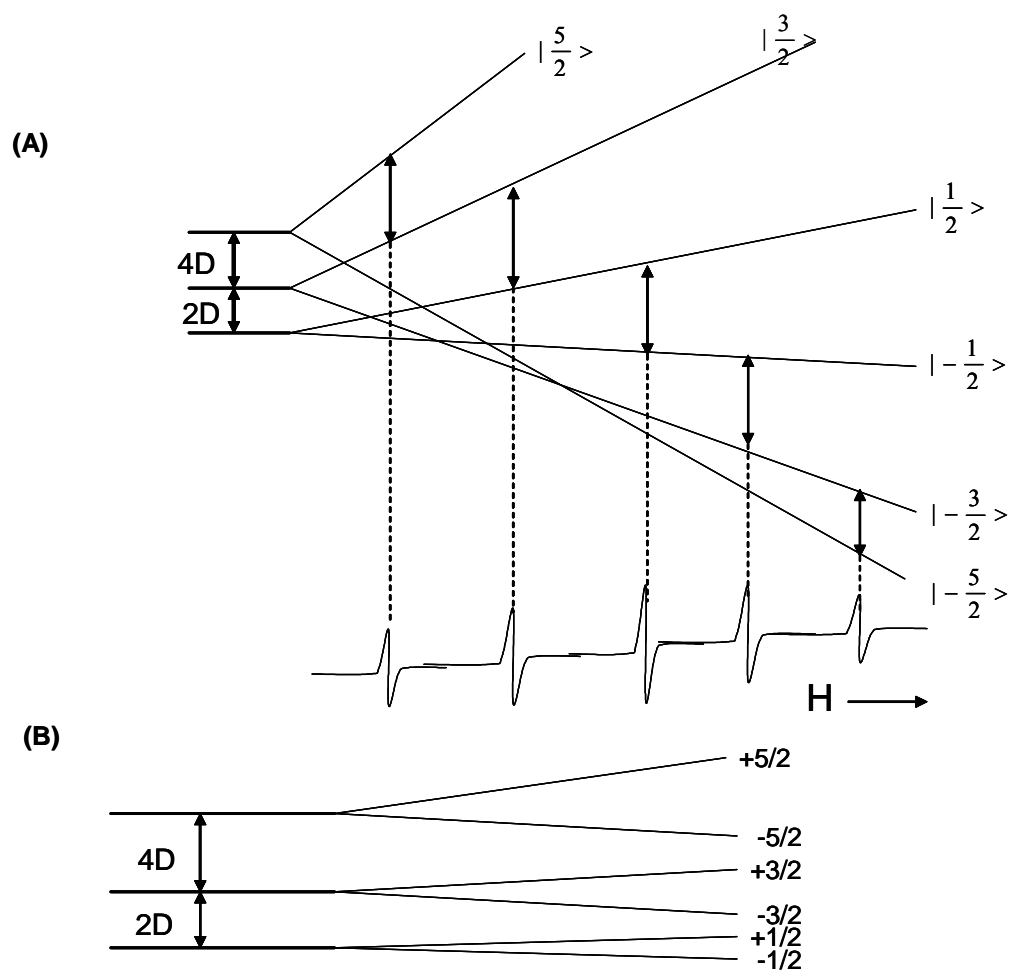 (A)
| 5/2 >
| 3/2 >
| 1/2 >
4D
2D
| − 1/2 >
| − 3/2 >
| − 5/2 >
H
(B)
+5/2
-5/2
4D
+3/2
-3/2
2D
+1/2
-1/2